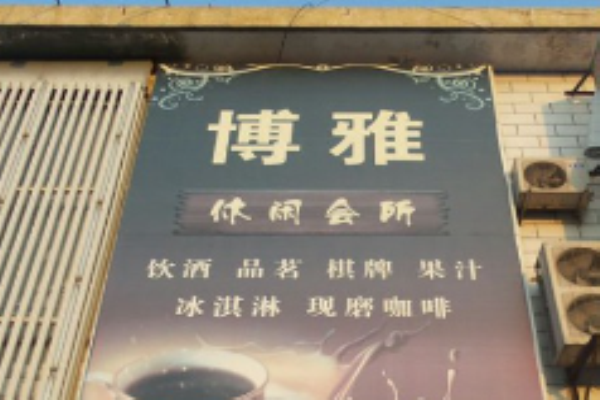 博雅
休闲会所
饮酒 品茗 棋牌 果汁
冰淇淋 现磨咖啡